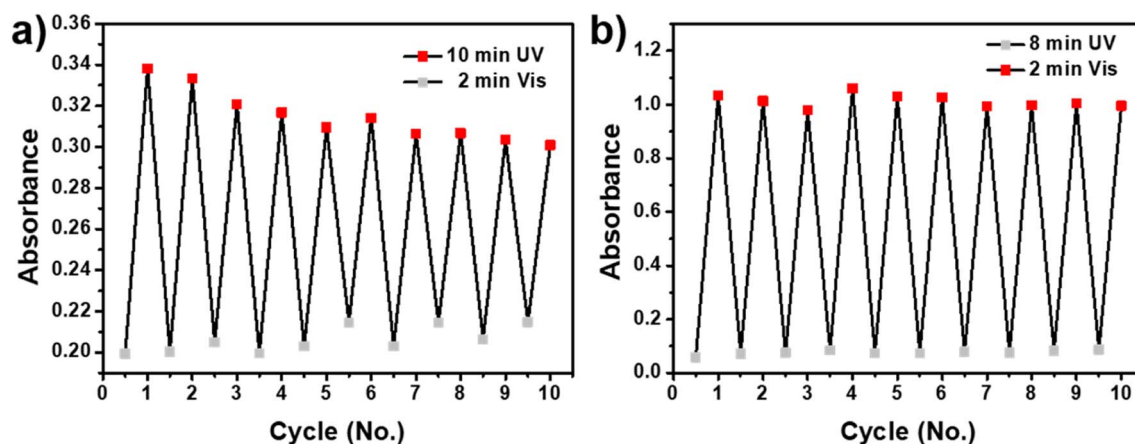 a)
10 min UV
2 min Vis
Absorbance
0.36
0.34
0.32
0.30
0.28
0.26
0.24
0.22
0.20
0 1 2 3 4 5 6 7 8 9 10
Cycle (No.)
b)
8 min UV
2 min Vis
Absorbance
1.2
1.0
0.8
0.6
0.4
0.2
0.0
0 1 2 3 4 5 6 7 8 9 10
Cycle (No.)